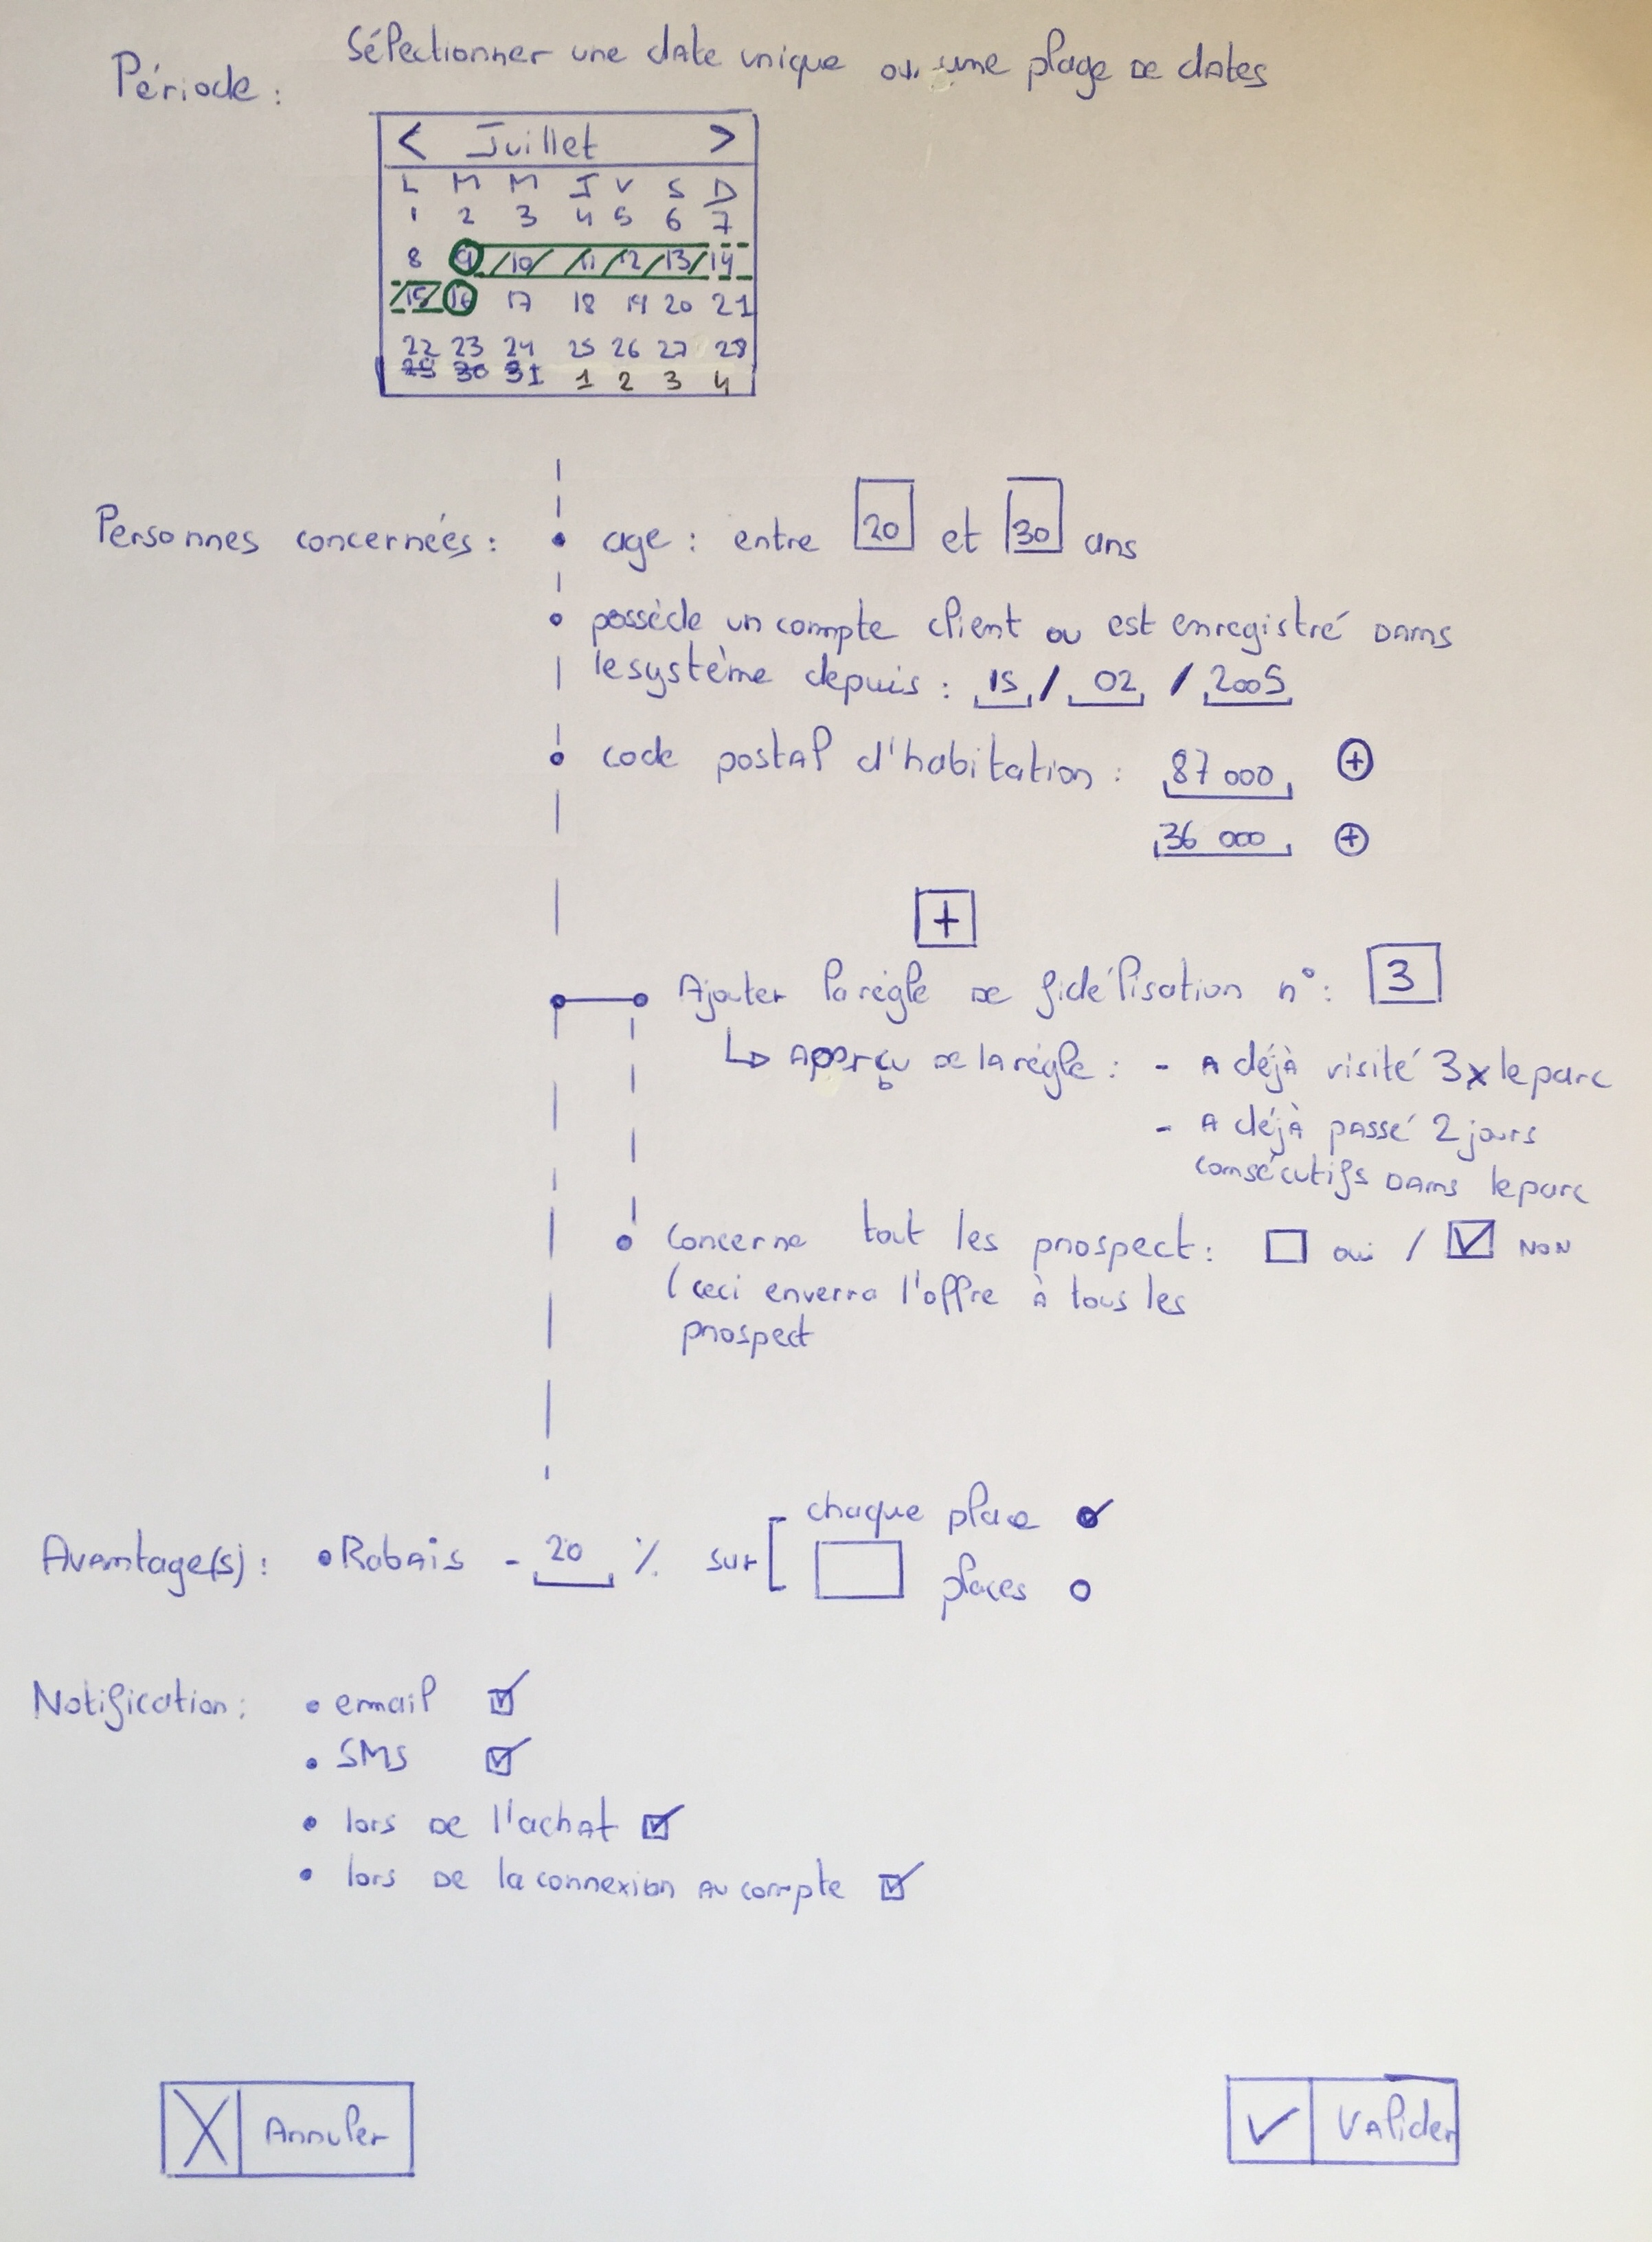 Sélectionner une date unique ou une plage de dates
Période :
< Juillet >
L M M J V S D
1 2 3 4 5 6 7
8 9 10 11 12 13 14
15 16 17 18 19 20 21
22 23 24 25 26 27 28
29 30 31 1 2 3 4
Personnes concernées : • age : entre 20 et 30 ans
• possède un compte client ou est enregistré dans
le système depuis : 15 / 02 / 2005
• code postal d'habitation : 87 000 +
36 000 +
+
Ajouter la règle de fidélisation n° : 3
↳ Aperçu de la règle : - A déjà visité 3x le parc
- A déjà passé 2 jours
consécutifs dans le parc
• Concerne tout les prospect : oui / NON
(ceci enverra l'offre à tous les
prospect
chaque place
Avantage(s) : • Rabais - 20 % sur
places
Notification : • email
• SMS
• lors de l'achat
• lors de la connexion au compte
X Annuler
✓ Valider